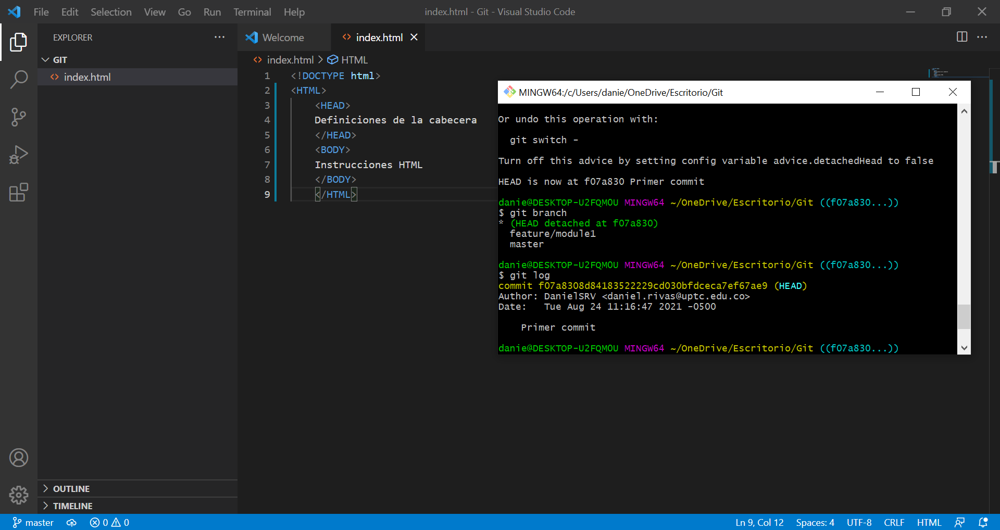 File Edit Selection View Go Run Terminal Help
index.html - Git - Visual Studio Code
EXPLORER
GIT
index.html
OUTLINE
TIMELINE
Welcome
index.html
index.html > HTML
1 <!DOCTYPE html>
2 <HTML>
3 <HEAD>
4 Definiciones de la cabecera
5 </HEAD>
6 <BODY>
7 Instrucciones HTML
8 </BODY>
9 </HTML>
MINGW64:/c/Users/danie/OneDrive/Escritorio/Git
Or undo this operation with:
git switch -
Turn off this advice by setting config variable advice.detachedHead to false
HEAD is now at f07a830 Primer commit
danie@DESKTOP-U2FQM0U MINGW64 ~/OneDrive/Escritorio/Git ((f07a830...))
$ git branch
* (HEAD detached at f07a830)
feature/module1
master
danie@DESKTOP-U2FQM0U MINGW64 ~/OneDrive/Escritorio/Git ((f07a830...))
$ git log
commit f07a8308d84183522229cd030bfdceca7ef67ae9 (HEAD)
Author: DanielSRV <daniel.rivas@uptc.edu.co>
Date: Tue Aug 24 11:16:47 2021 -0500
Primer commit
danie@DESKTOP-U2FQM0U MINGW64 ~/OneDrive/Escritorio/Git ((f07a830...))
master 0 0
Ln 9, Col 12 Spaces: 4 UTF-8 CRLF HTML